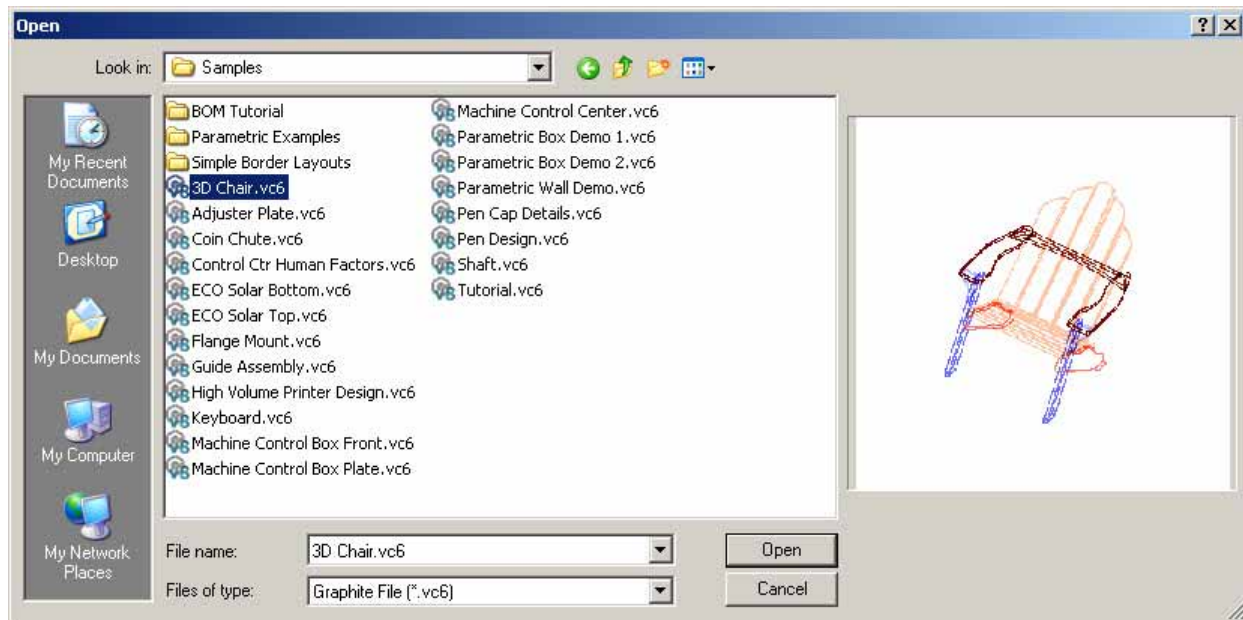 Open
Look in:
Samples
My Recent
Documents
Desktop
My Documents
My Computer
My Network
Places
BOM Tutorial
Parametric Examples
Simple Border Layouts
3D Chair.vc6
Adjuster Plate.vc6
Coin Chute.vc6
Control Ctr Human Factors.vc6
ECO Solar Bottom.vc6
ECO Solar Top.vc6
Flange Mount.vc6
Guide Assembly.vc6
High Volume Printer Design.vc6
Keyboard.vc6
Machine Control Box Front.vc6
Machine Control Box Plate.vc6
Machine Control Center.vc6
Parametric Box Demo 1.vc6
Parametric Box Demo 2.vc6
Parametric Wall Demo.vc6
Pen Cap Details.vc6
Pen Design.vc6
Shaft.vc6
Tutorial.vc6
File name:
3D Chair.vc6
Open
Files of type:
Graphite File (*.vc6)
Cancel